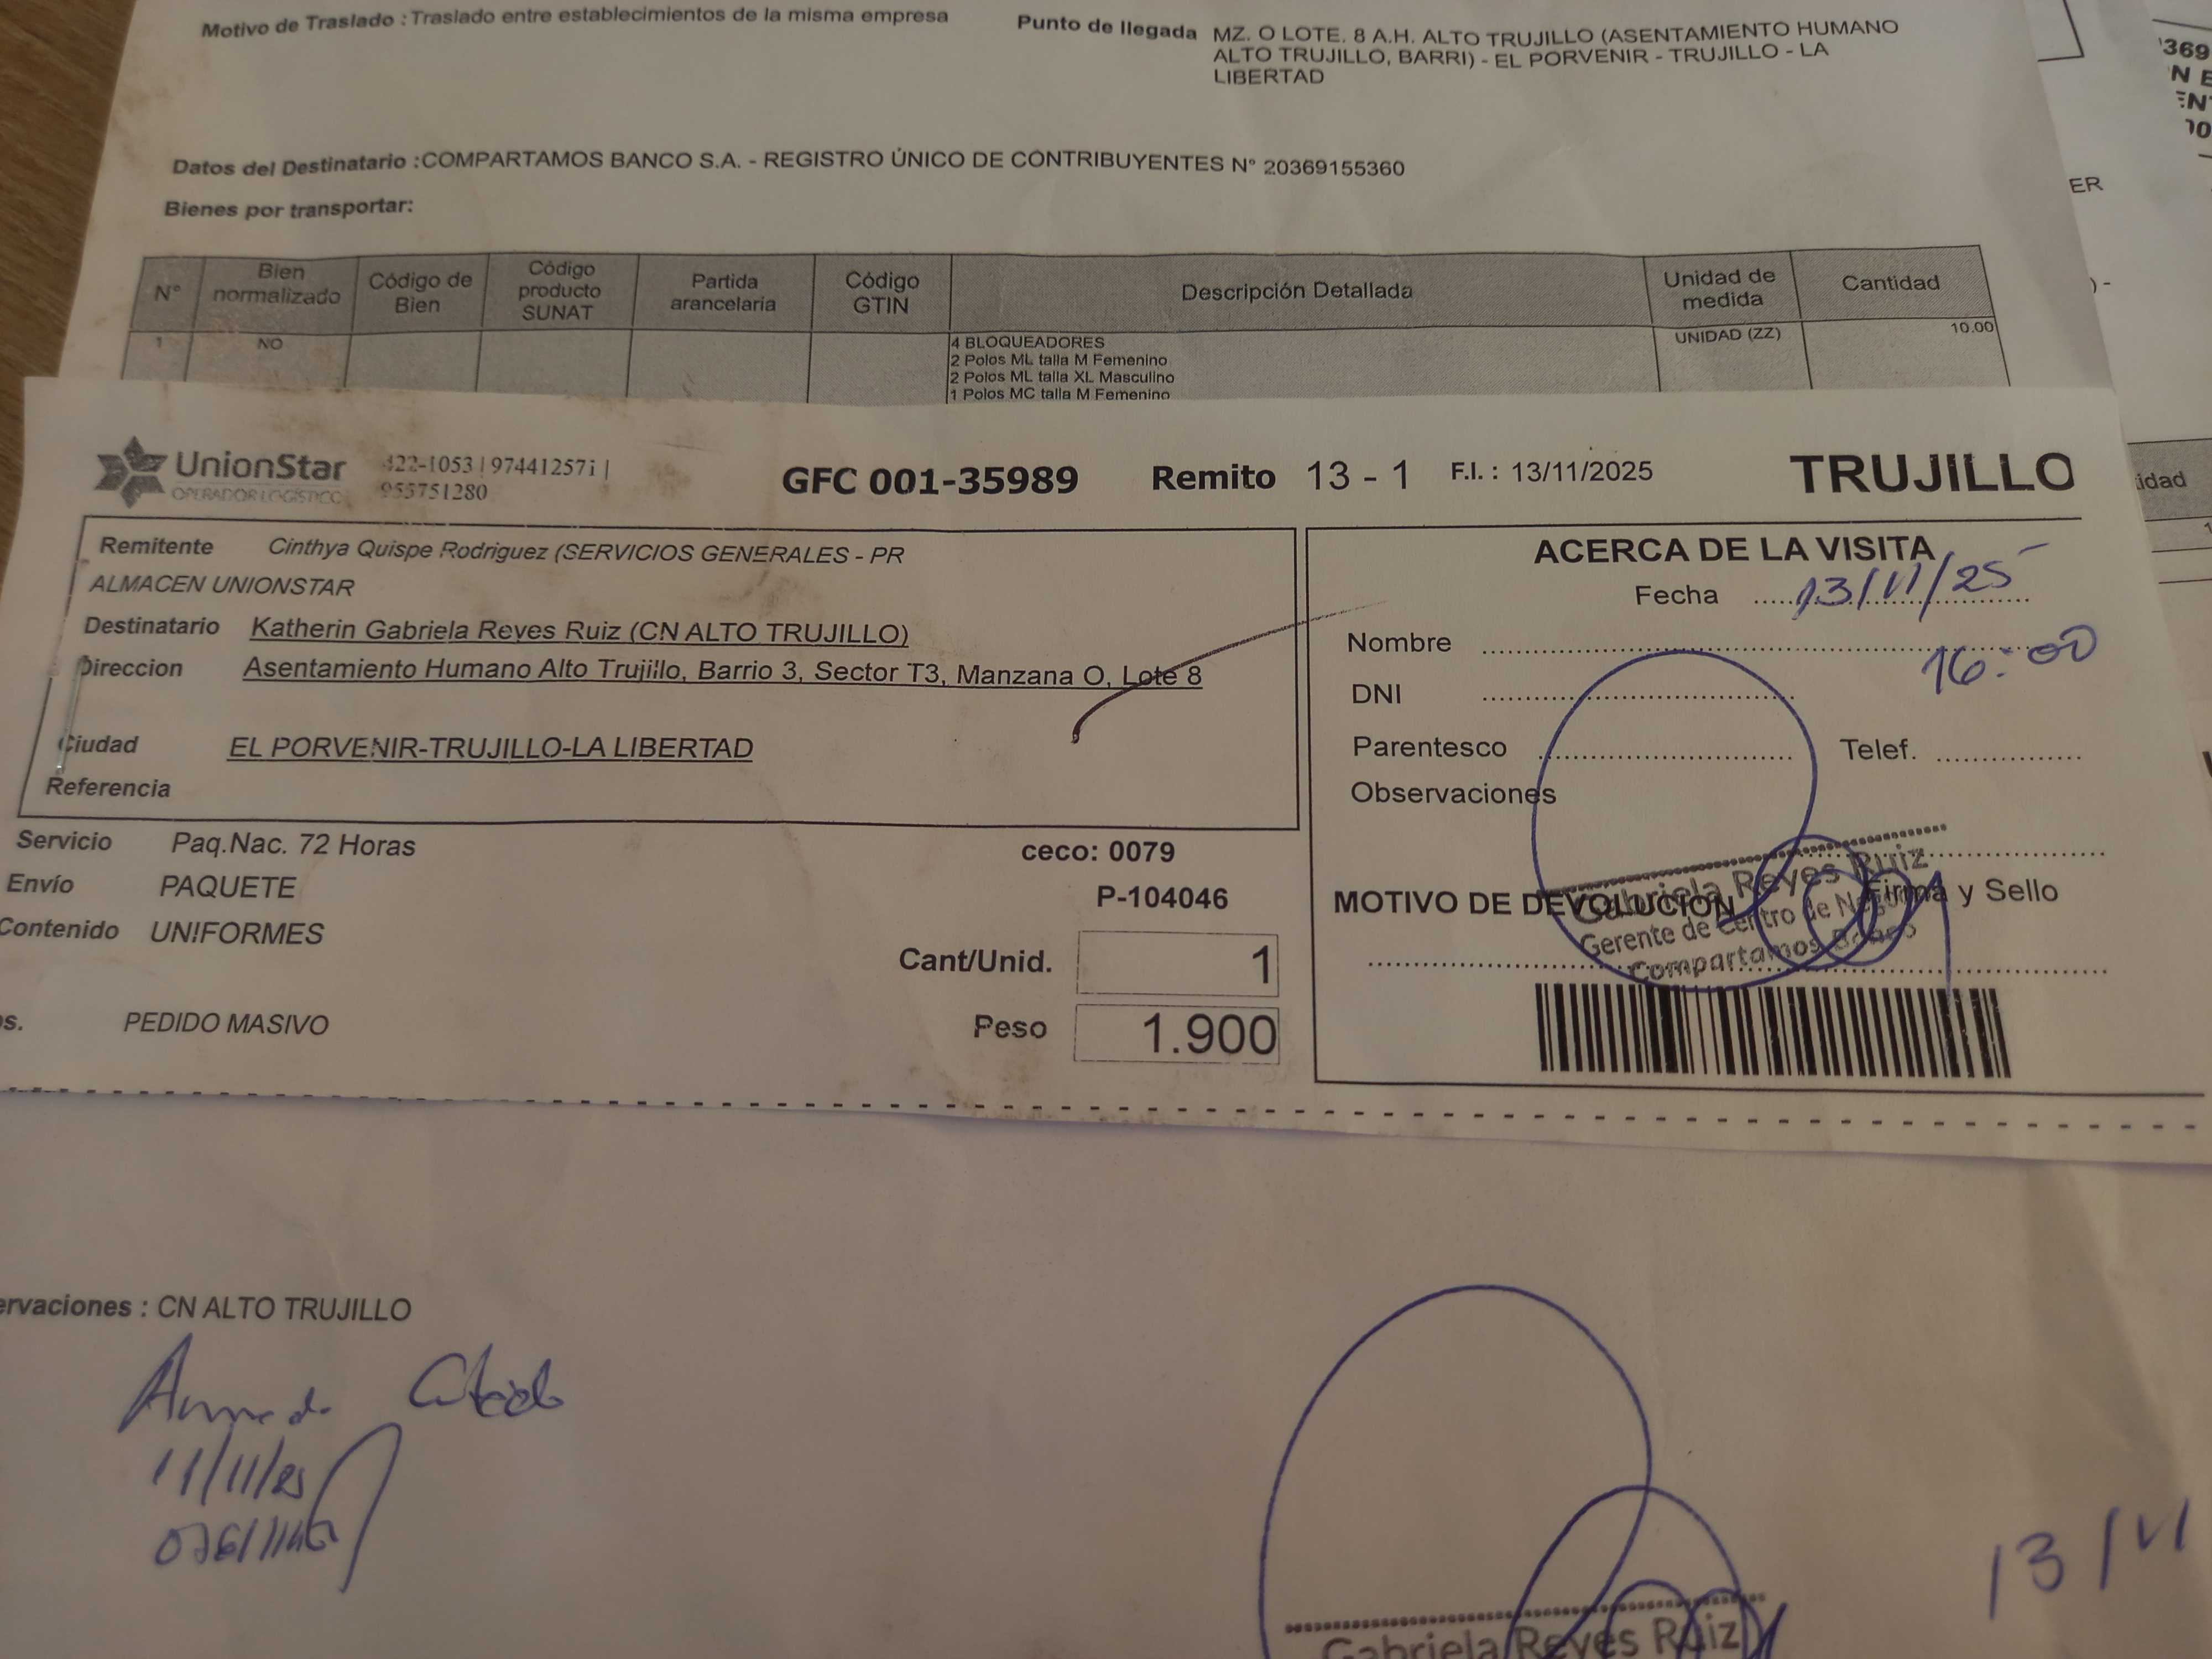 Motivo de Traslado : Traslado entre establecimientos de la misma empresa
Punto de llegada MZ. O LOTE. 8 A.H. ALTO TRUJILLO (ASENTAMIENTO HUMANO
ALTO TRUJILLO, BARRI) - EL PORVENIR - TRUJILLO - LA
LIBERTAD
Datos del Destinatario :COMPARTAMOS BANCO S.A. - REGISTRO ÚNICO DE CONTRIBUYENTES N° 20369155360
Bienes por transportar:
N° Bien normalizado Código de Bien Código producto SUNAT Partida arancelaria Código GTIN Descripción Detallada Unidad de medida Cantidad
1 NO 4 BLOQUEADORES UNIDAD (ZZ) 10.00
2 Polos ML talla M Femenino
2 Polos ML talla XL Masculino
1 Polos MC talla M Femenino
369
N E
ER
) -
idad
UnionStar
OPERADOR LOGÍSTICO
422-1053 | 974412571 |
955751280
GFC 001-35989 Remito 13 - 1 F.I. : 13/11/2025 TRUJILLO
Remitente Cinthya Quispe Rodriguez (SERVICIOS GENERALES - PR
ALMACEN UNIONSTAR
Destinatario Katherin Gabriela Reyes Ruiz (CN ALTO TRUJILLO)
Direccion Asentamiento Humano Alto Trujillo, Barrio 3, Sector T3, Manzana O, Lote 8
Ciudad EL PORVENIR-TRUJILLO-LA LIBERTAD
Referencia
Servicio Paq.Nac. 72 Horas
Envío PAQUETE
Contenido UNIFORMES
s. PEDIDO MASIVO
ceco: 0079
P-104046
Cant/Unid. 1
Peso 1.900
ACERCA DE LA VISITA
Fecha 13/11/25
Nombre
16:00
DNI
Parentesco Telef.
Observaciones
MOTIVO DE DEVOLUCION Firma y Sello
Gabriela Reyes Ruiz
Gerente de Centro de Negocios
Compartamos Banco
ervaciones : CN ALTO TRUJILLO
11/11/25
13/11
Gabriela Reyes Ruiz